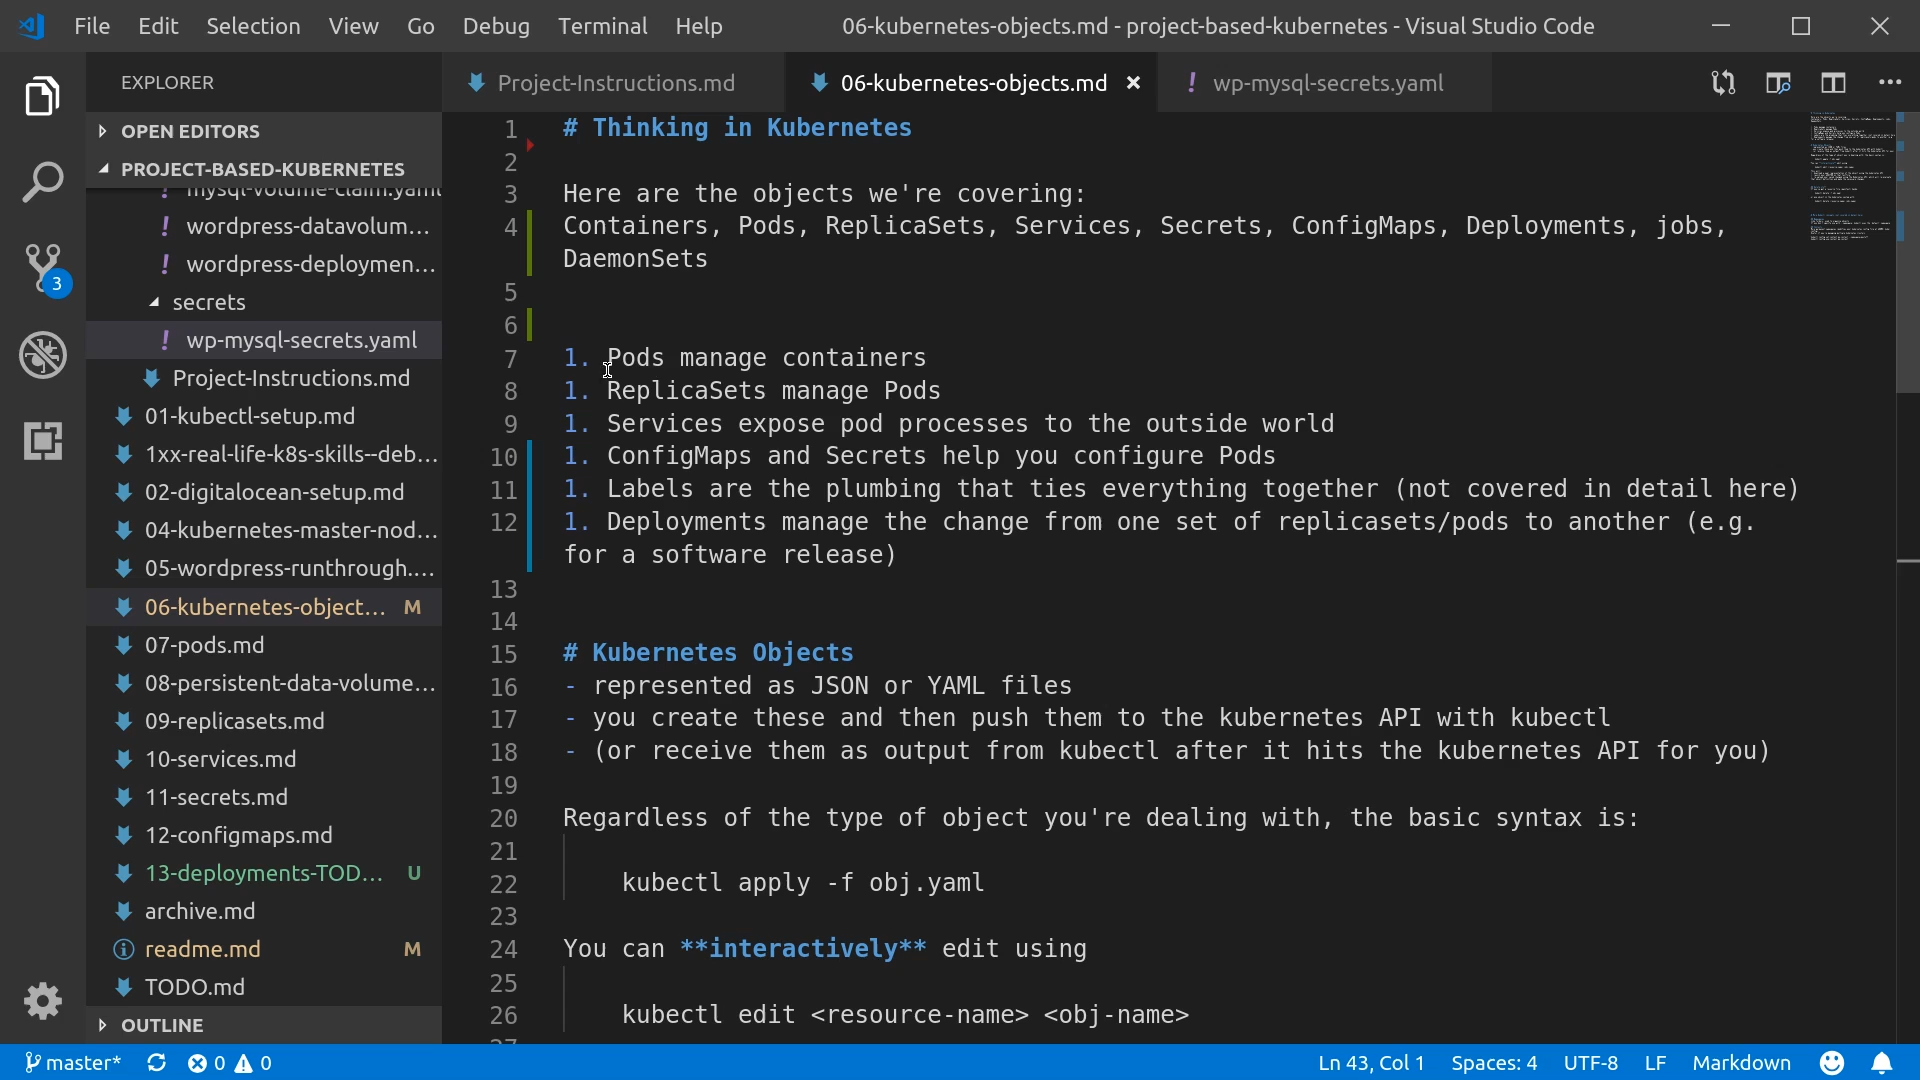 File Edit Selection View Go Debug Terminal Help
06-kubernetes-objects.md - project-based-kubernetes - Visual Studio Code
EXPLORER
OPEN EDITORS
PROJECT-BASED-KUBERNETES
mysql-volume-claim.yaml
wordpress-datavolum...
wordpress-deploymen...
secrets
wp-mysql-secrets.yaml
Project-Instructions.md
01-kubectl-setup.md
1xx-real-life-k8s-skills--deb...
02-digitalocean-setup.md
04-kubernetes-master-nod...
05-wordpress-runthrough....
06-kubernetes-object... M
07-pods.md
08-persistent-data-volume...
09-replicasets.md
10-services.md
11-secrets.md
12-configmaps.md
13-deployments-TOD... U
archive.md
readme.md M
TODO.md
OUTLINE
3
Project-Instructions.md
06-kubernetes-objects.md
wp-mysql-secrets.yaml
1 # Thinking in Kubernetes
2
3 Here are the objects we're covering:
4 Containers, Pods, ReplicaSets, Services, Secrets, ConfigMaps, Deployments, jobs,
DaemonSets
5
6
7 1. Pods manage containers
8 1. ReplicaSets manage Pods
9 1. Services expose pod processes to the outside world
10 1. ConfigMaps and Secrets help you configure Pods
11 1. Labels are the plumbing that ties everything together (not covered in detail here)
12 1. Deployments manage the change from one set of replicasets/pods to another (e.g.
for a software release)
13
14
15 # Kubernetes Objects
16 - represented as JSON or YAML files
17 - you create these and then push them to the kubernetes API with kubectl
18 - (or receive them as output from kubectl after it hits the kubernetes API for you)
19
20 Regardless of the type of object you're dealing with, the basic syntax is:
21
22 kubectl apply -f obj.yaml
23
24 You can **interactively** edit using
25
26 kubectl edit <resource-name> <obj-name>
master* 0 0
Ln 43, Col 1 Spaces: 4 UTF-8 LF Markdown